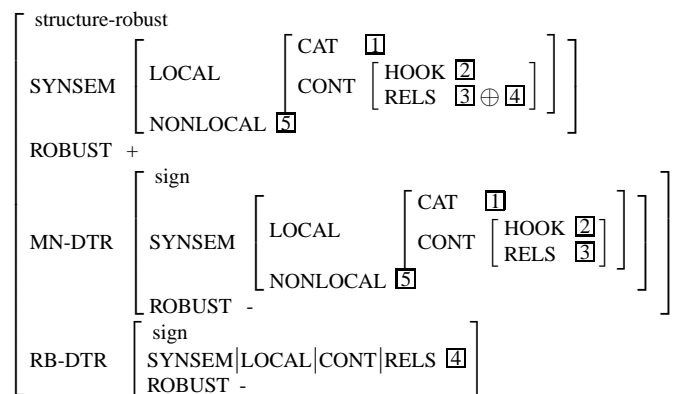 structure-robust
CAT 1
LOCAL HOOK 2
SYNSEM CONT RELS 3 ⊕ 4
NONLOCAL 5
ROBUST +
sign
CAT 1
LOCAL HOOK 2
MN-DTR SYNSEM CONT RELS 3
NONLOCAL 5
ROBUST -
sign
RB-DTR SYNSEM|LOCAL|CONT|RELS 4
ROBUST -